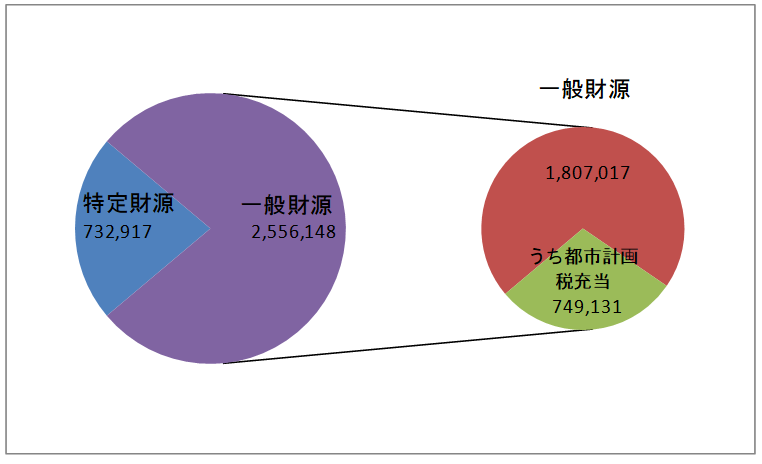 特定財源
732,917
一般財源
2,556,148
一般財源
1,807,017
うち都市計画
税充当
749,131